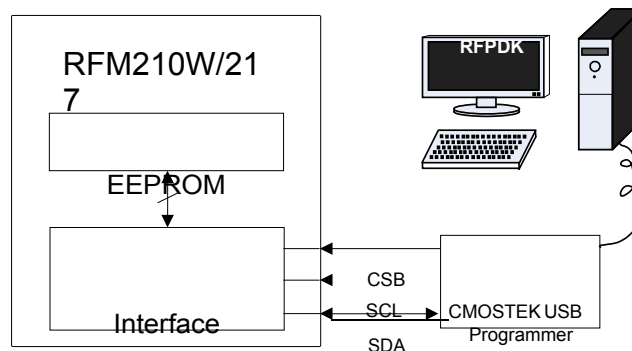 RFM210W/21
7
EEPROM
Interface
RFPDK
CSB
SCL
SDA
CMOSTEK USB
Programmer